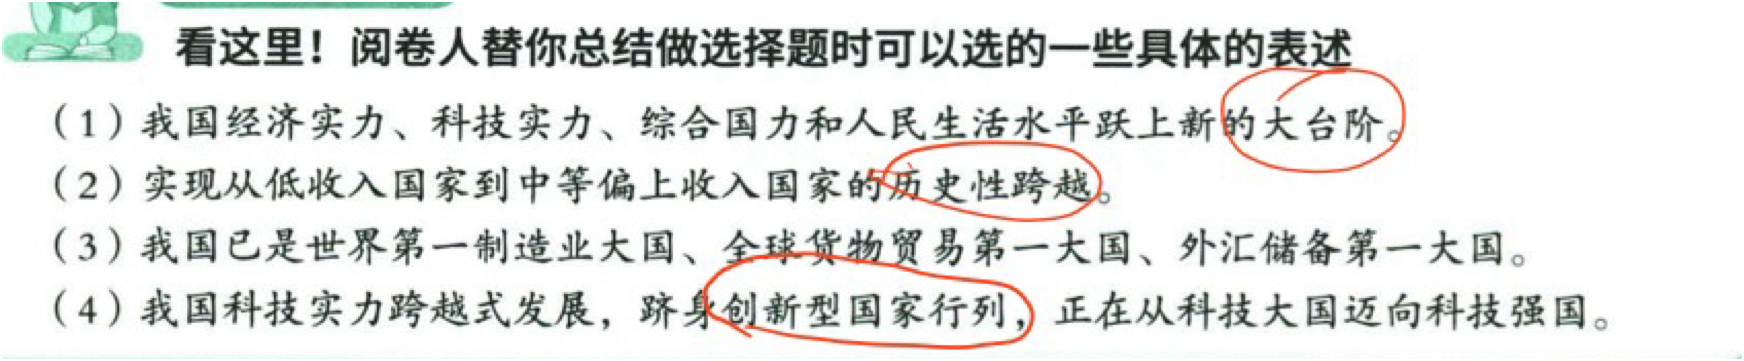 看这里！阅卷人替你总结做选择题时可以选的一些具体的表述
（1）我国经济实力、科技实力、综合国力和人民生活水平跃上新的大台阶。
（2）实现从低收入国家到中等偏上收入国家的历史性跨越。
（3）我国已是世界第一制造业大国、全球货物贸易第一大国、外汇储备第一大国。
（4）我国科技实力跨越式发展，跻身创新型国家行列，正在从科技大国迈向科技强国。